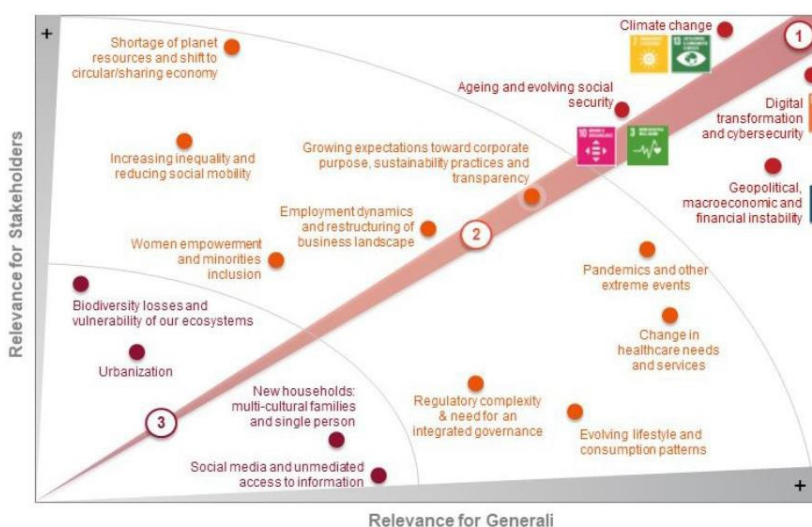 +
Climate change
1
Shortage of planet
resources and shift to
circular/sharing economy
7
13
Ageing and evolving social
security
Digital
transformation
and cybersecurity
10
3
Increasing inequality and
reducing social mobility
Growing expectations toward corporate
purpose, sustainability practices and
transparency
Geopolitical,
macroeconomic and
financial instability
Employment dynamics
and restructuring of
business landscape
2
Women empowerment
and minorities
inclusion
Pandemics and other
extreme events
Biodiversity losses and
vulnerability of our ecosystems
Change in
healthcare needs
and services
Urbanization
New households:
multi-cultural families
and single person
Regulatory complexity
& need for an
integrated governance
Evolving lifestyle and
consumption patterns
3
Social media and unmediated
access to information
+
Relevance for Stakeholders
Relevance for Generali